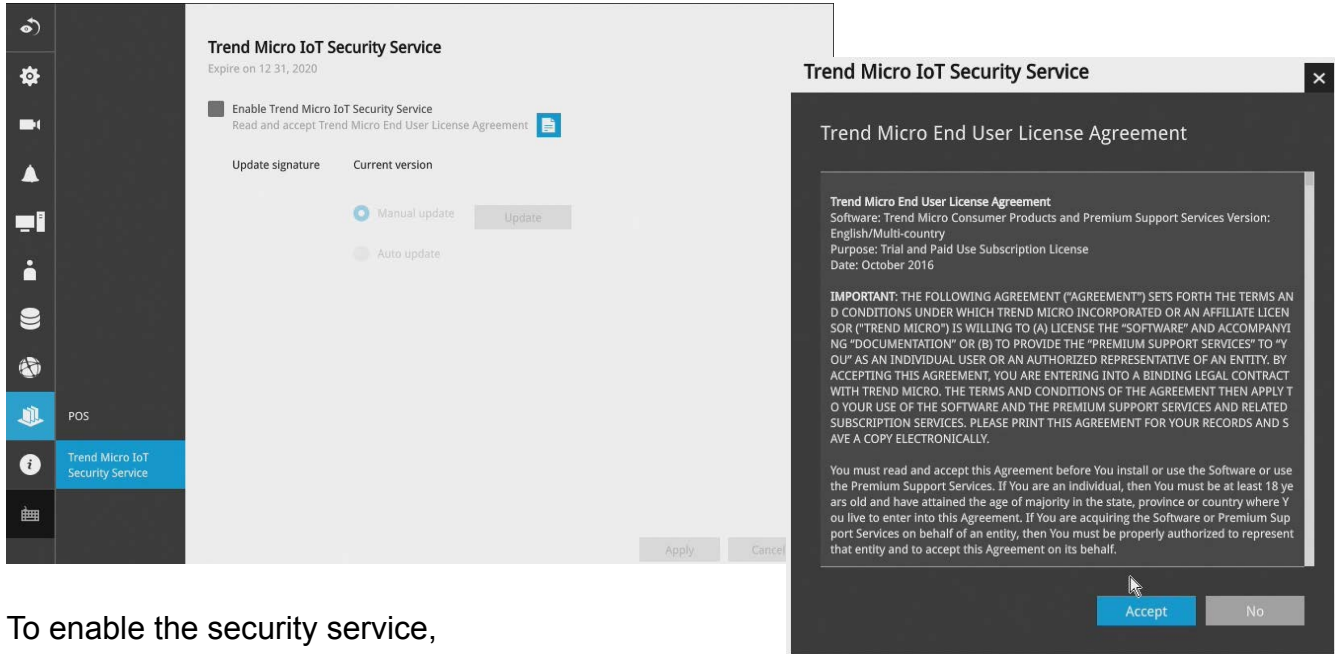 Trend Micro IoT Security Service
Expire on 12 31, 2020
Enable Trend Micro IoT Security Service
Read and accept Trend Micro End User License Agreement
Update signature
Current version
Manual update
Update
Auto update
POS
Trend Micro IoT
Security Service
Apply
Cancel
Trend Micro IoT Security Service
Trend Micro End User License Agreement
Trend Micro End User License Agreement
Software: Trend Micro Consumer Products and Premium Support Services Version:
English/Multi-country
Purpose: Trial and Paid Use Subscription License
Date: October 2016
IMPORTANT: THE FOLLOWING AGREEMENT ("AGREEMENT") SETS FORTH THE TERMS AN
D CONDITIONS UNDER WHICH TREND MICRO INCORPORATED OR AN AFFILIATE LICEN
SOR ("TREND MICRO") IS WILLING TO (A) LICENSE THE “SOFTWARE” AND ACCOMPANYI
NG “DOCUMENTATION” OR (B) TO PROVIDE THE “PREMIUM SUPPORT SERVICES” TO “Y
OU” AS AN INDIVIDUAL USER OR AN AUTHORIZED REPRESENTATIVE OF AN ENTITY. BY
ACCEPTING THIS AGREEMENT, YOU ARE ENTERING INTO A BINDING LEGAL CONTRACT
WITH TREND MICRO. THE TERMS AND CONDITIONS OF THE AGREEMENT THEN APPLY T
O YOUR USE OF THE SOFTWARE AND THE PREMIUM SUPPORT SERVICES AND RELATED
SUBSCRIPTION SERVICES. PLEASE PRINT THIS AGREEMENT FOR YOUR RECORDS AND S
AVE A COPY ELECTRONICALLY.
You must read and accept this Agreement before You install or use the Software or use
the Premium Support Services. If You are an individual, then You must be at least 18 ye
ars old and have attained the age of majority in the state, province or country where Y
ou live to enter into this Agreement. If You are acquiring the Software or Premium Sup
port Services on behalf of an entity, then You must be properly authorized to represent
that entity and to accept this Agreement on its behalf.
Accept
No
To enable the security service,